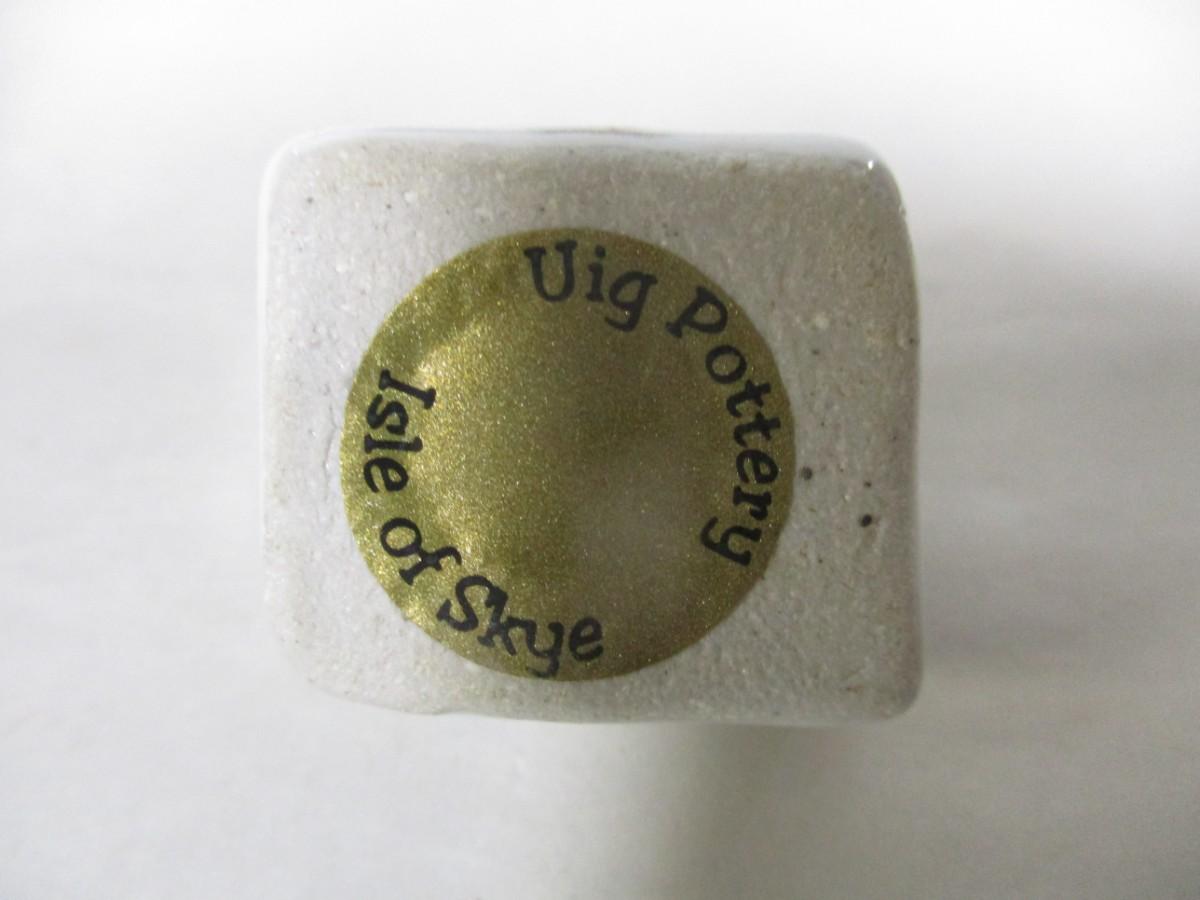 Uig Pottery
Isle of Skye